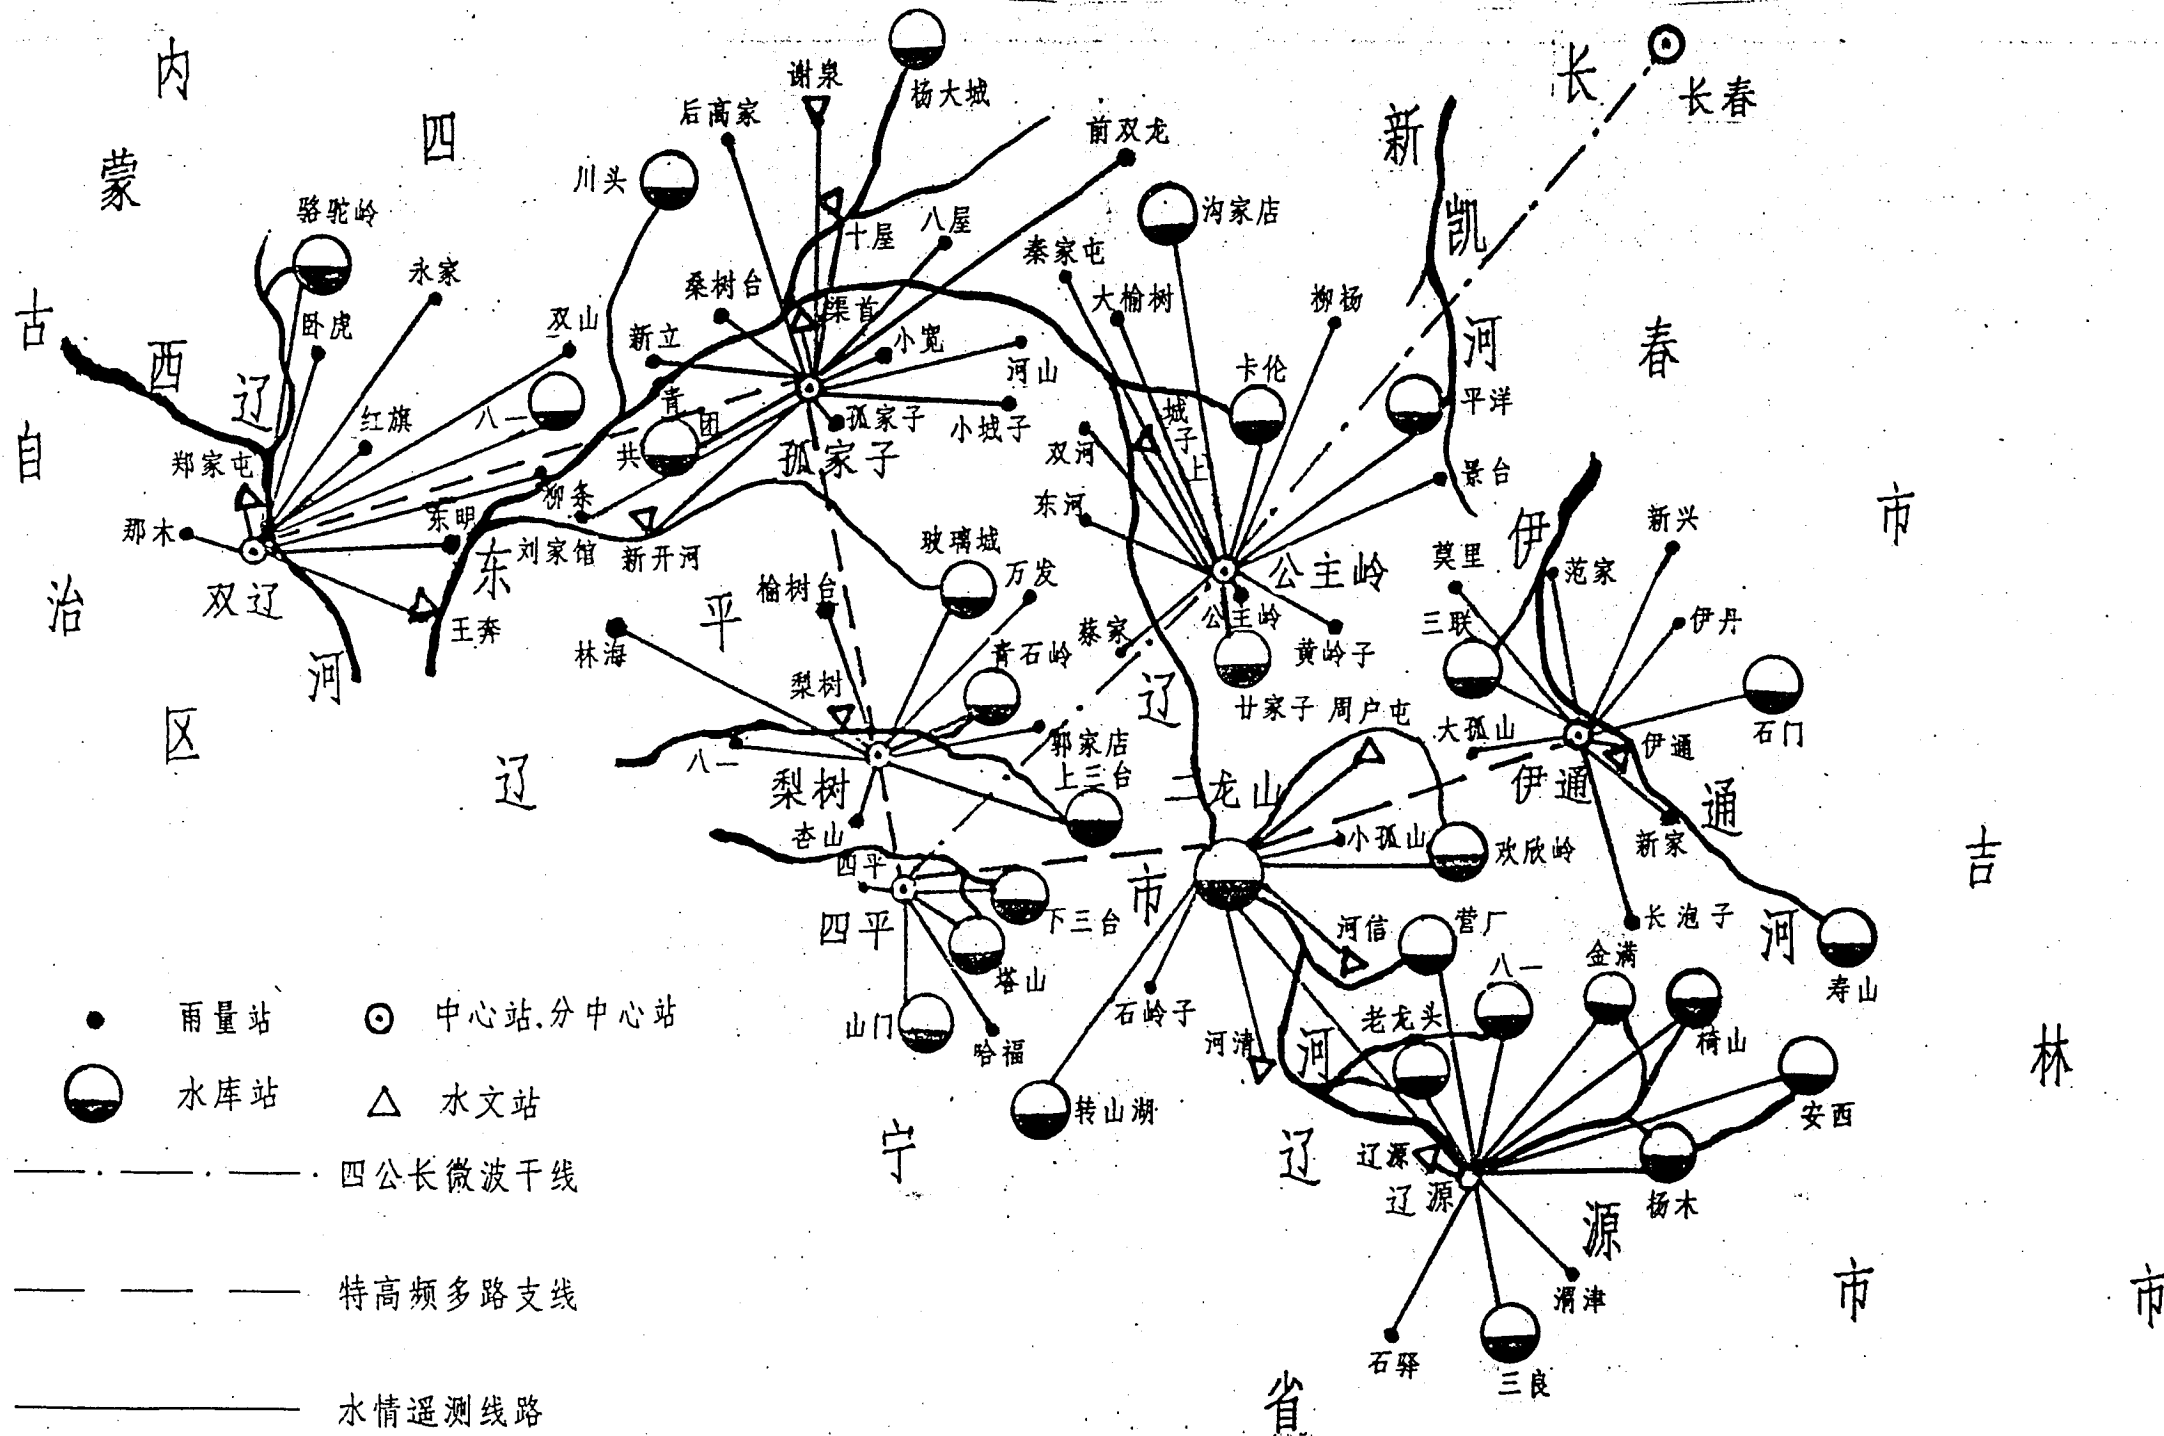 内
蒙
古
自
治
区
四
平
市
长
春
市
辽
宁
省
辽
源
市
吉
林
省
市
西
辽
河
东
辽
河
新
凯
河
伊
通
河
长春
谢泉
杨大城
后高家
前双龙
川头
骆驼岭
永家
卧虎
双山
十屋
八屋
沟家店
秦家屯
桑树台
渠首
大榆树
柳杨
新立
小宽
河山
卡伦
平洋
红旗
八一
青
团
共
孤家子
小城子
孤家子
城子上
双河
景台
郑家屯
那木
东明
柳条
刘家馆
新开河
东河
双辽
王奔
玻璃城
万发
榆树台
林海
青石岭
蔡家
公主岭
公主岭
黄岭子
莫里
新兴
范家
三联
伊丹
梨树
八一
郭家店
上三台
梨树
杏山
廿家子
周户屯
大孤山
伊通
石门
二龙山
伊通
小孤山
欢欣岭
新家
四平
四平
下三台
塔山
山门
哈福
河信
营厂
长泡子
八一
金满
寿山
石岭子
河清
老龙头
椅山
转山湖
安西
辽源
辽源
杨木
渭津
石驿
三良
雨量站
中心站.分中心站
水库站
水文站
四公长微波干线
特高频多路支线
水情遥测线路